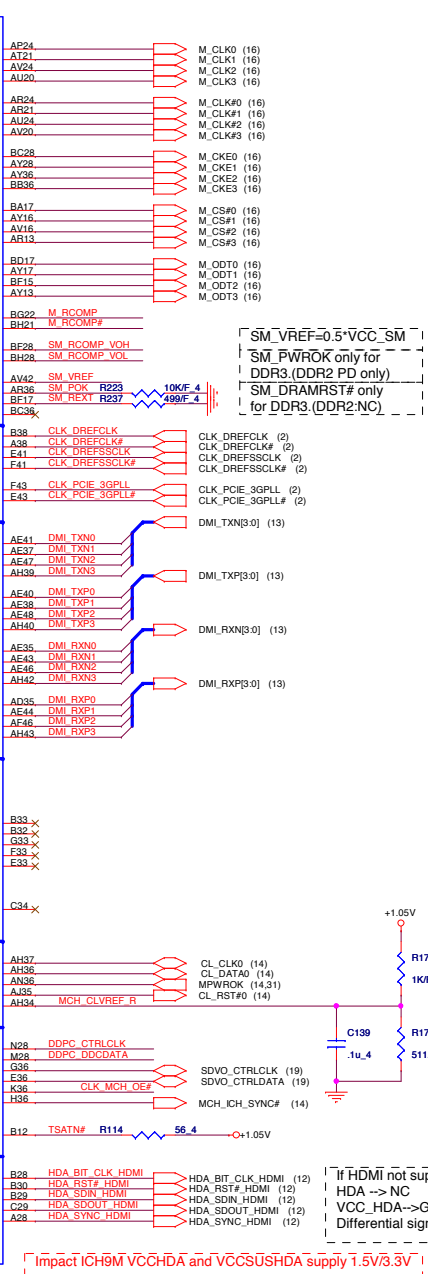 AP24 M_CLK0 (16)
AT21 M_CLK1 (16)
AV24 M_CLK2 (16)
AU20 M_CLK3 (16)
AR24 M_CLK#0 (16)
AR21 M_CLK#1 (16)
AU24 M_CLK#2 (16)
AV20 M_CLK#3 (16)
BC28 M_CKE0 (16)
AY28 M_CKE1 (16)
AY36 M_CKE2 (16)
BB36 M_CKE3 (16)
BA17 M_CS#0 (16)
AY16 M_CS#1 (16)
AV16 M_CS#2 (16)
AR13 M_CS#3 (16)
BD17 M_ODT0 (16)
AY17 M_ODT1 (16)
BF15 M_ODT2 (16)
AY13 M_ODT3 (16)
BG22 M_RCOMP
BH21 M_RCOMP#
SM_VREF=0.5*VCC_SM
BF28 SM_RCOMP_VOH
BH28 SM_RCOMP_VOL
SM_PWROK only for
DDR3.(DDR2 PD only)
AV42 SM_VREF
AR36 SM_POK R223 10K/F_4
BF17 SM_REXT R237 499/F_4
BC36
SM_DRAMRST# only
for DDR3.(DDR2:NC)
B38 CLK_DREFCLK CLK_DREFCLK (2)
A38 CLK_DREFCLK# CLK_DREFCLK# (2)
E41 CLK_DREFSSCLK CLK_DREFSSCLK (2)
F41 CLK_DREFSSCLK# CLK_DREFSSCLK# (2)
F43 CLK_PCIE_3GPLL CLK_PCIE_3GPLL (2)
E43 CLK_PCIE_3GPLL# CLK_PCIE_3GPLL# (2)
DMI_TXN[3:0] (13)
AE41 DMI_TXN0
AE37 DMI_TXN1
AE47 DMI_TXN2
AH39 DMI_TXN3
DMI_TXP[3:0] (13)
AE40 DMI_TXP0
AE38 DMI_TXP1
AE48 DMI_TXP2
AH40 DMI_TXP3
DMI_RXN[3:0] (13)
AE35 DMI_RXN0
AE43 DMI_RXN1
AE46 DMI_RXN2
AH42 DMI_RXN3
DMI_RXP[3:0] (13)
AD35 DMI_RXP0
AE44 DMI_RXP1
AF46 DMI_RXP2
AH43 DMI_RXP3
B33
B32
G33
F33
E33
C34
+1.05V
AH37 CL_CLK0 (14)
AH36 CL_DATA0 (14)
AN36 MPWROK (14,31)
AJ35 CL_RST#0 (14)
AH34 MCH_CLVREF_R
R17
1K/F
C139
.1u_4
R17
511
N28 DDPC_CTRLCLK
M28 DDPC_DDCDATA
G36 SDVO_CTRLCLK (19)
E36 SDVO_CTRLDATA (19)
K36 CLK_MCH_OE#
H36 MCH_ICH_SYNC# (14)
B12 TSATN# R114 56_4 +1.05V
B28 HDA_BIT_CLK_HDMI HDA_BIT_CLK_HDMI (12)
B30 HDA_RST#_HDMI HDA_RST#_HDMI (12)
B29 HDA_SDIN_HDMI HDA_SDIN_HDMI (12)
C29 HDA_SDOUT_HDMI HDA_SDOUT_HDMI (12)
A28 HDA_SYNC_HDMI HDA_SYNC_HDMI (12)
If HDMI not sup
HDA --> NC
VCC_HDA-->G
Differential sign
Impact ICH9M VCCHDA and VCCSUSHDA supply 1.5V/3.3V